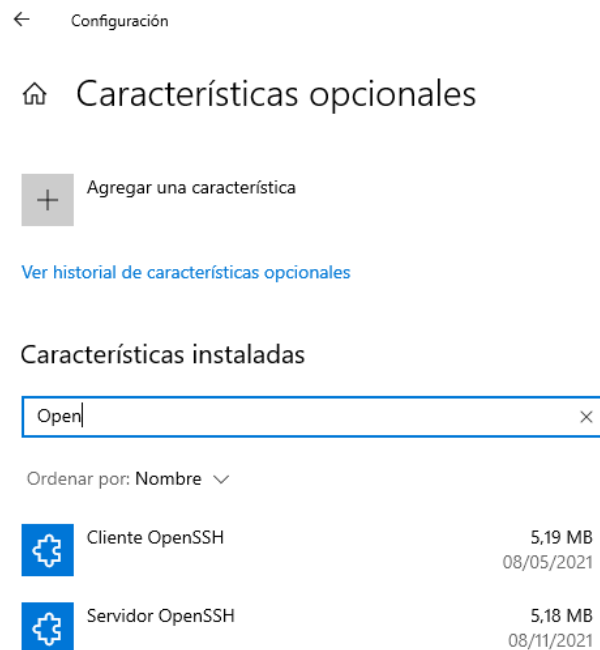 Configuración
Características opcionales
Agregar una característica
Ver historial de características opcionales
Características instaladas
Open
Ordenar por: Nombre
Cliente OpenSSH 5,19 MB
08/05/2021
Servidor OpenSSH 5,18 MB
08/11/2021